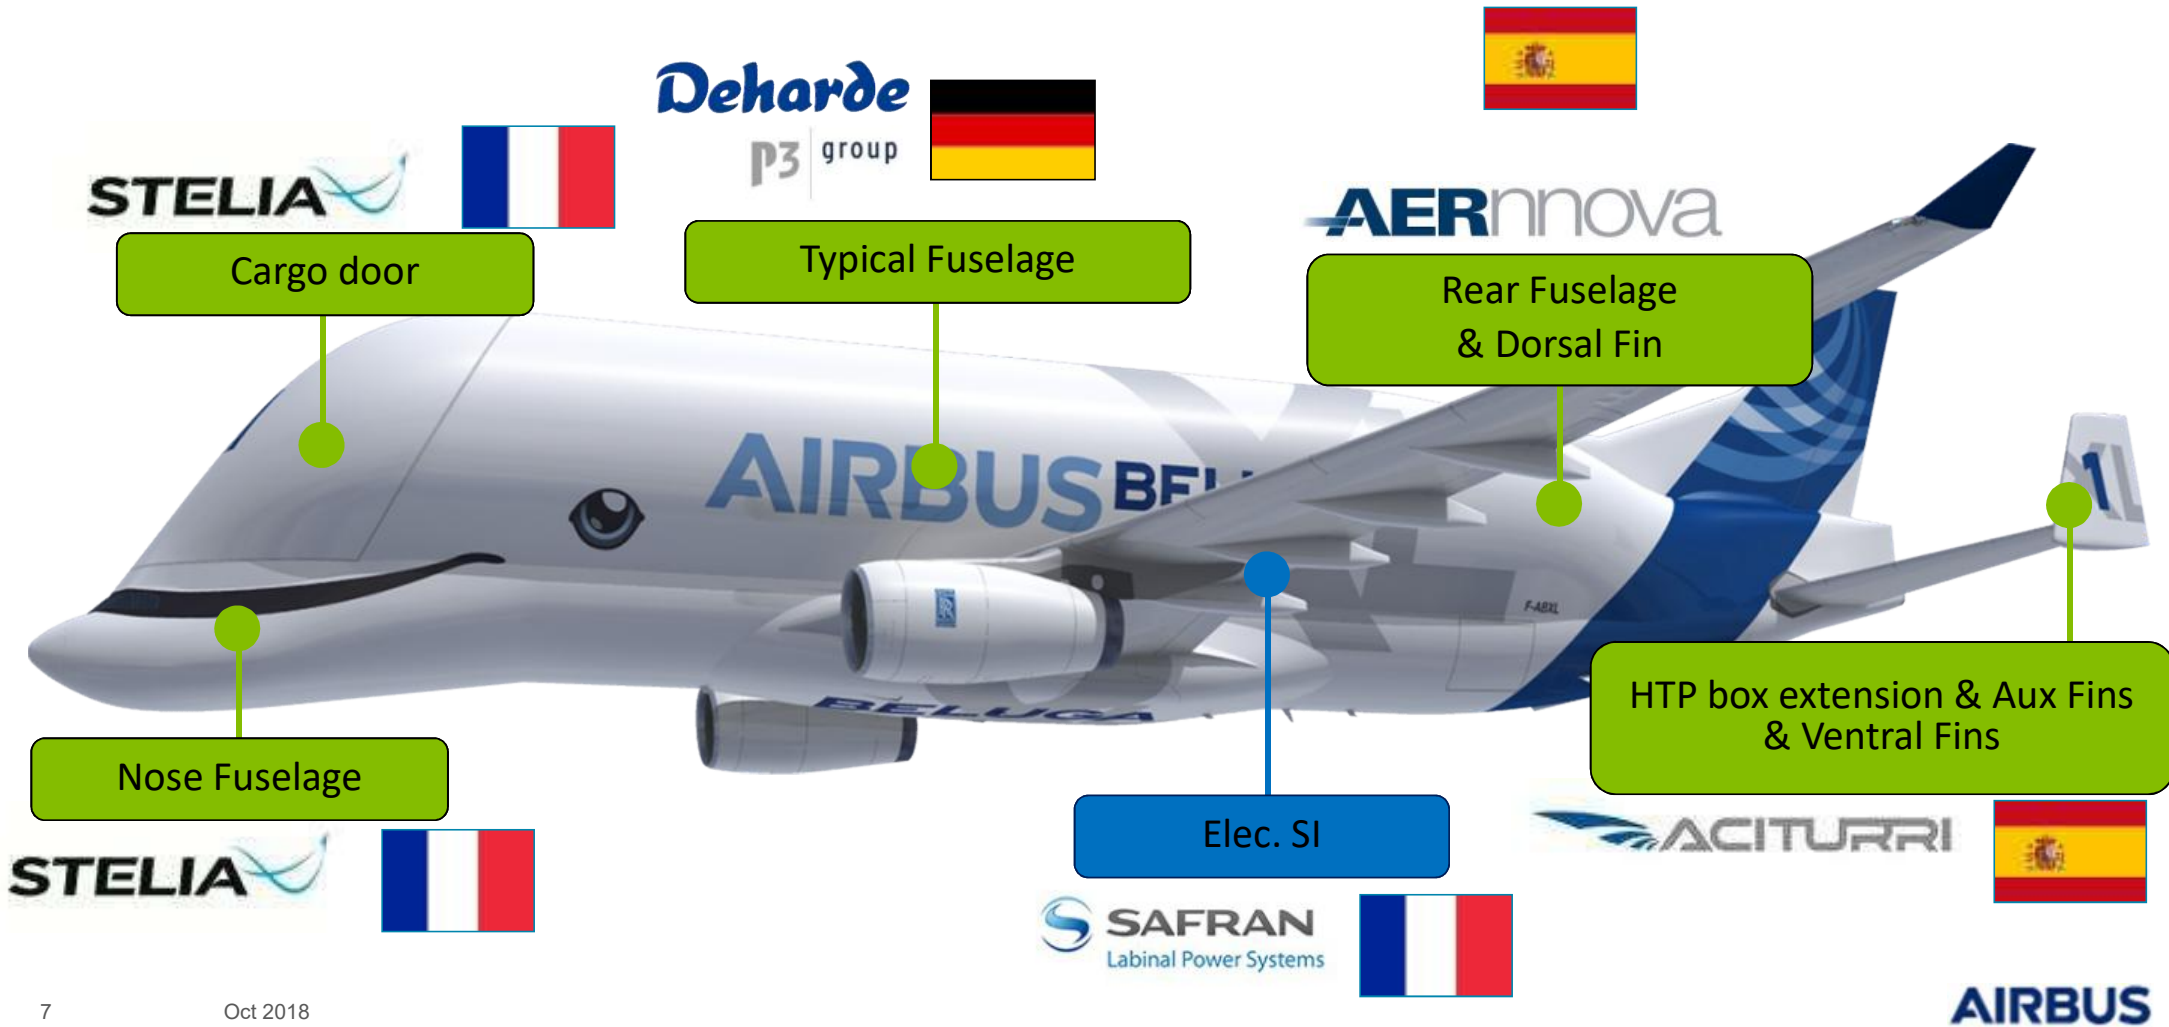 Deharde
P3 group
STELIA
AERnnova
Cargo door
Typical Fuselage
Rear Fuselage
& Dorsal Fin
AIRBUS BEL
1
F-ABXL
BELUGA
HTP box extension & Aux Fins
& Ventral Fins
Nose Fuselage
Elec. SI
STELIA
ACITURRI
SAFRAN
Labinal Power Systems
7
Oct 2018
AIRBUS